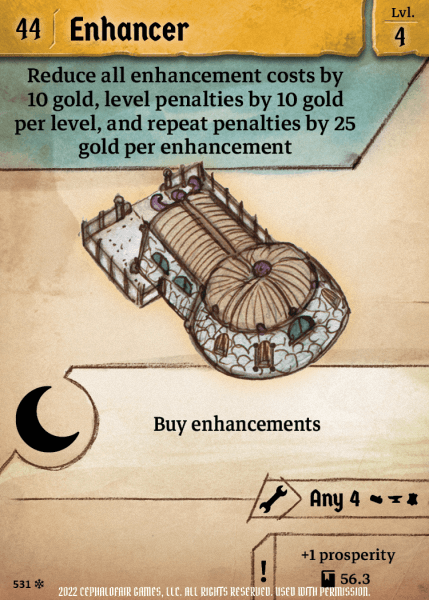 44 Enhancer
Lvl.
4
Reduce all enhancement costs by
10 gold, level penalties by 10 gold
per level, and repeat penalties by 25
gold per enhancement
Buy enhancements
Any 4
+1 prosperity
! 56.3
531
2022 CEPHALOFAIR GAMES, LLC. ALL RIGHTS RESERVED. USED WITH PERMISSION.